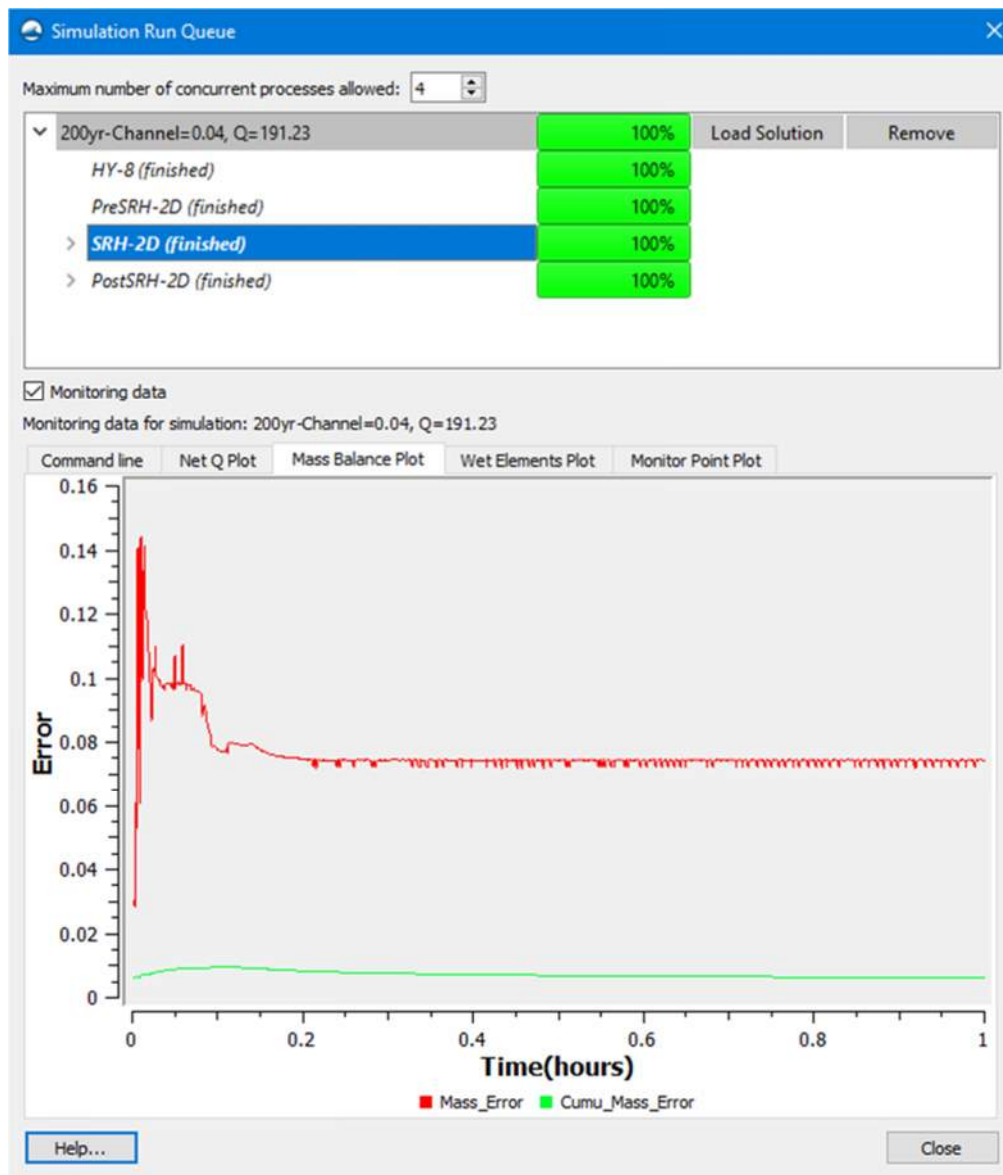 Simulation Run Queue
Maximum number of concurrent processes allowed: 4
200yr-Channel=0.04, Q=191.23 100% Load Solution Remove
HY-8 (finished) 100%
PreSRH-2D (finished) 100%
SRH-2D (finished) 100%
PostSRH-2D (finished) 100%
Monitoring data
Monitoring data for simulation: 200yr-Channel=0.04, Q=191.23
Command line Net Q Plot Mass Balance Plot Wet Elements Plot Monitor Point Plot
0.16
0.14
0.12
0.1
0.08
0.06
0.04
0.02
0
Error
0 0.2 0.4 0.6 0.8 1
Time(hours)
Mass_Error Cumu_Mass_Error
Help... Close